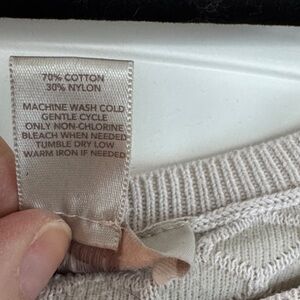 70% COTTON
30% NYLON
MACHINE WASH COLD
GENTLE CYCLE
ONLY NON-CHLORINE
BLEACH WHEN NEEDED
TUMBLE DRY LOW
WARM IRON IF NEEDED